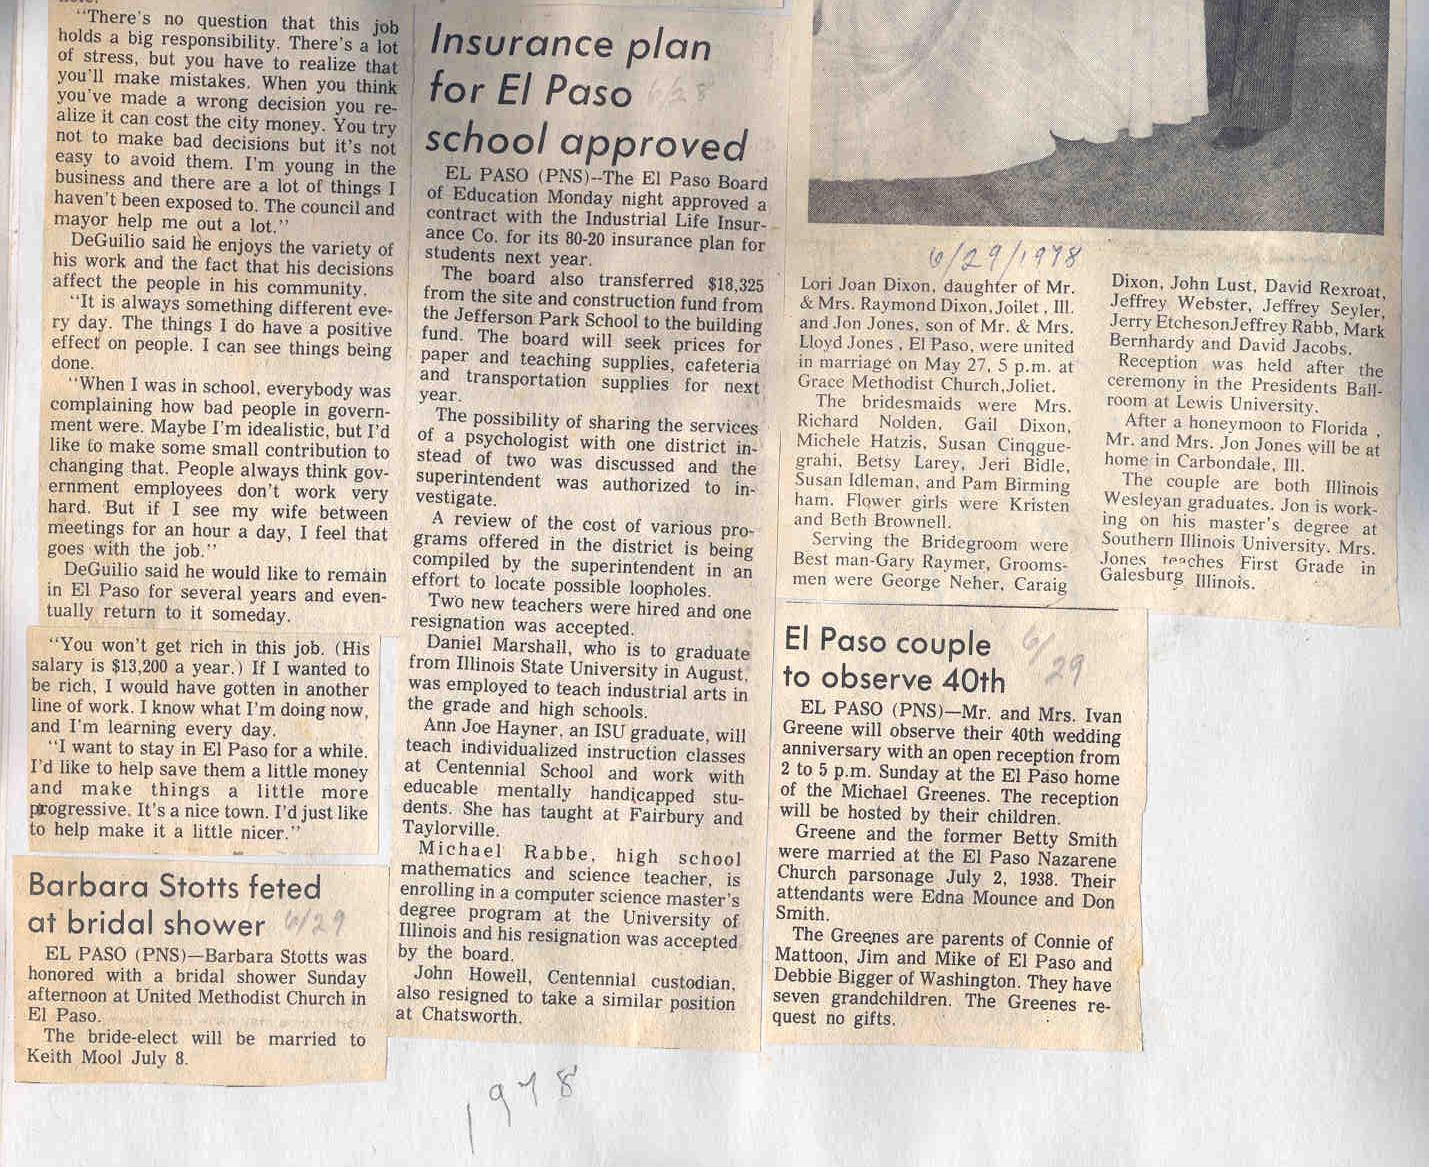 "There's no question that this job
holds a big responsibility. There's a lot
of stress, but you have to realize that
you'll make mistakes. When you think
you've made a wrong decision you re-
alize it can cost the city money. You try
not to make bad decisions but it's not
easy to avoid them. I'm young in the
business and there are a lot of things I
haven't been exposed to. The council and
mayor help me out a lot."
DeGuilio said he enjoys the variety of
his work and the fact that his decisions
affect the people in his community.
"It is always something different eve-
ry day. The things I do have a positive
effect on people. I can see things being
done.
"When I was in school, everybody was
complaining how bad people in govern-
ment were. Maybe I'm idealistic, but I'd
like to make some small contribution to
changing that. People always think gov-
ernment employees don't work very
hard. But if I see my wife between
meetings for an hour a day, I feel that
goes with the job."
DeGuilio said he would like to remain
in El Paso for several years and even-
tually return to it someday.
"You won't get rich in this job. (His
salary is $13,200 a year.) If I wanted to
be rich, I would have gotten in another
line of work. I know what I'm doing now,
and I'm learning every day.
"I want to stay in El Paso for a while.
I'd like to help save them a little money
and make things a little more
progressive. It's a nice town. I'd just like
to help make it a little nicer."
Barbara Stotts feted
at bridal shower 6/29
EL PASO (PNS)—Barbara Stotts was
honored with a bridal shower Sunday
afternoon at United Methodist Church in
El Paso.
The bride-elect will be married to
Keith Mool July 8.
Insurance plan
for El Paso 6/28
school approved
EL PASO (PNS)--The El Paso Board
of Education Monday night approved a
contract with the Industrial Life Insur-
ance Co. for its 80-20 insurance plan for
students next year.
The board also transferred $18,325
from the site and construction fund from
the Jefferson Park School to the building
fund. The board will seek prices for
paper and teaching supplies, cafeteria
and transportation supplies for next
year.
The possibility of sharing the services
of a psychologist with one district in-
stead of two was discussed and the
superintendent was authorized to in-
vestigate.
A review of the cost of various pro-
grams offered in the district is being
compiled by the superintendent in an
effort to locate possible loopholes.
Two new teachers were hired and one
resignation was accepted.
Daniel Marshall, who is to graduate
from Illinois State University in August,
was employed to teach industrial arts in
the grade and high schools.
Ann Joe Hayner, an ISU graduate, will
teach individualized instruction classes
at Centennial School and work with
educable mentally handicapped stu-
dents. She has taught at Fairbury and
Taylorville.
Michael Rabbe, high school
mathematics and science teacher, is
enrolling in a computer science master's
degree program at the University of
Illinois and his resignation was accepted
by the board.
John Howell, Centennial custodian,
also resigned to take a similar position
at Chatsworth.
1978
6/29/1978
Lori Joan Dixon, daughter of Mr.
& Mrs. Raymond Dixon, Joilet , Ill.
and Jon Jones, son of Mr. & Mrs.
Lloyd Jones , El Paso, were united
in marriage on May 27, 5 p.m. at
Grace Methodist Church,Joliet.
The bridesmaids were Mrs.
Richard Nolden, Gail Dixon,
Michele Hatzis, Susan Cinqgue-
grahi, Betsy Larey, Jeri Bidle,
Susan Idleman, and Pam Birming
ham. Flower girls were Kristen
and Beth Brownell.
Serving the Bridegroom were
Best man-Gary Raymer, Grooms-
men were George Neher, Caraig
Dixon, John Lust, David Rexroat,
Jeffrey Webster, Jeffrey Seyler,
Jerry EtchesonJeffrey Rabb, Mark
Bernhardy and David Jacobs.
Reception was held after the
ceremony in the Presidents Ball-
room at Lewis University.
After a honeymoon to Florida ,
Mr. and Mrs. Jon Jones will be at
home in Carbondale, Ill.
The couple are both Illinois
Wesleyan graduates. Jon is work-
ing on his master's degree at
Southern Illinois University. Mrs.
Jones teaches First Grade in
Galesburg Illinois.
El Paso couple 6/29
to observe 40th
EL PASO (PNS)—Mr. and Mrs. Ivan
Greene will observe their 40th wedding
anniversary with an open reception from
2 to 5 p.m. Sunday at the El Paso home
of the Michael Greenes. The reception
will be hosted by their children.
Greene and the former Betty Smith
were married at the El Paso Nazarene
Church parsonage July 2, 1938. Their
attendants were Edna Mounce and Don
Smith.
The Greenes are parents of Connie of
Mattoon, Jim and Mike of El Paso and
Debbie Bigger of Washington. They have
seven grandchildren. The Greenes re-
quest no gifts.